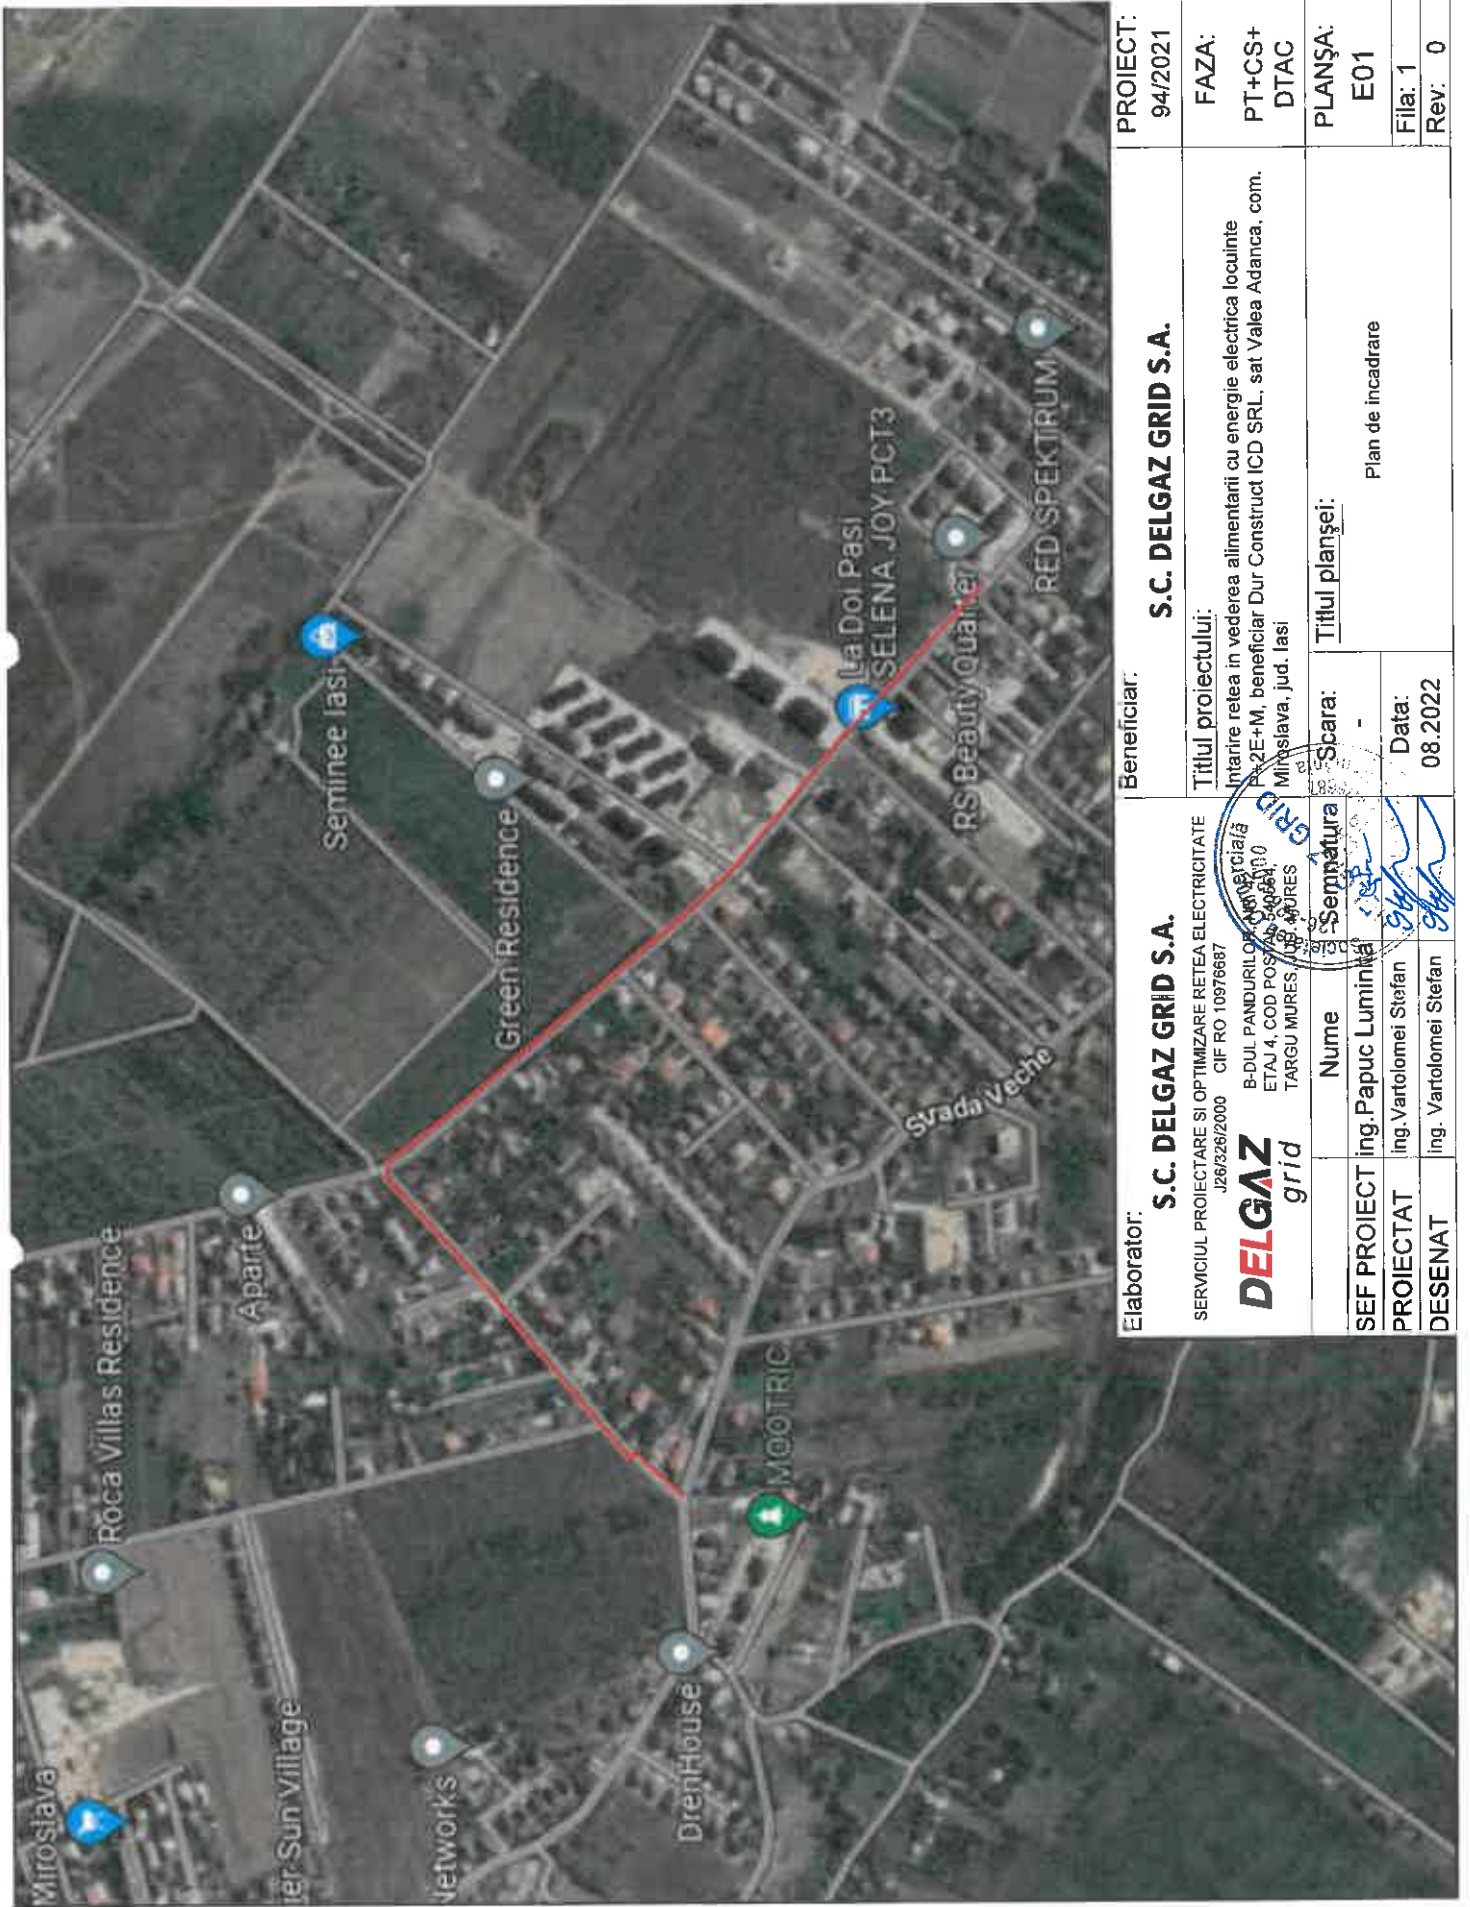 Miroslava
Roca Villas Residence
Aparte
ier Sun Village
Networks
DrenHouse
MOOTRIC
Seminee Iasi
Green Residence
SVada Veche
La Doi Pasi
SELENA JOY PCT3
RS Beauty Quarter
RED SPEKTRUM
Elaborator:
S.C. DELGAZ GRID S.A.
SERVICIUL PROIECTARE SI OPTIMIZARE RETEA ELECTRICITATE
J26/326/2000 CIF RO 10976687
DELGAZ
grid
B-DUL PANDURILOR
ETAJ 4, COD POSTAL
TARGU MURES, JUD. MURES
Nume
Semnatura
SEF PROIECT
ing.Papuc Luminita
PROIECTAT
ing.Vartolomei Stefan
DESENAT
ing. Vartolomei Stefan
GRID
Beneficiar:
S.C. DELGAZ GRID S.A.
Titlul proiectului:
Intarire retea in vederea alimentarii cu energie electrica locuinte
P+2E+M, beneficiar Dur Construct ICD SRL, sat Valea Adanca, com.
Miroslava, jud. Iasi
Scara:
-
Data:
08.2022
Titlul planşei:
Plan de incadrare
PROIECT:
94/2021
FAZA:
PT+CS+
DTAC
PLANŞA:
E01
Fila: 1
Rev: 0